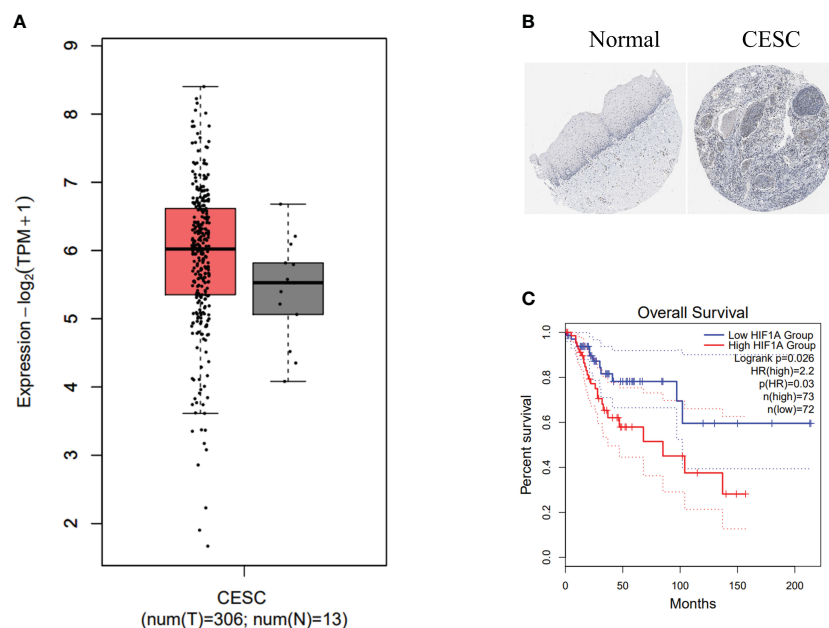 A
Expression – log₂(TPM + 1)
9
8
7
6
5
4
3
2
CESC
(num(T)=306; num(N)=13)
B
Normal
CESC
C
Overall Survival
Low HIF1A Group
High HIF1A Group
Logrank p=0.026
HR(high)=2.2
p(HR)=0.03
n(high)=73
n(low)=72
Percent survival
1.0
0.8
0.6
0.4
0.2
0.0
0 50 100 150 200
Months